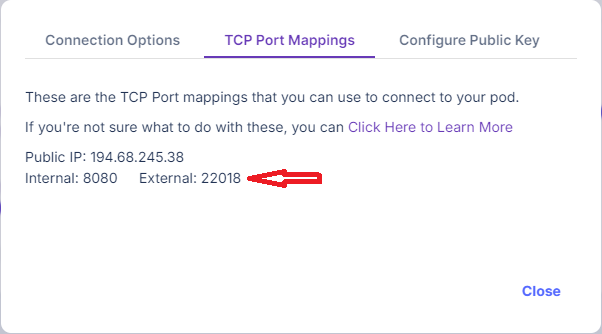 Connection Options TCP Port Mappings Configure Public Key
These are the TCP Port mappings that you can use to connect to your pod.
If you're not sure what to do with these, you can Click Here to Learn More
Public IP: 194.68.245.38
Internal: 8080 External: 22018
Close